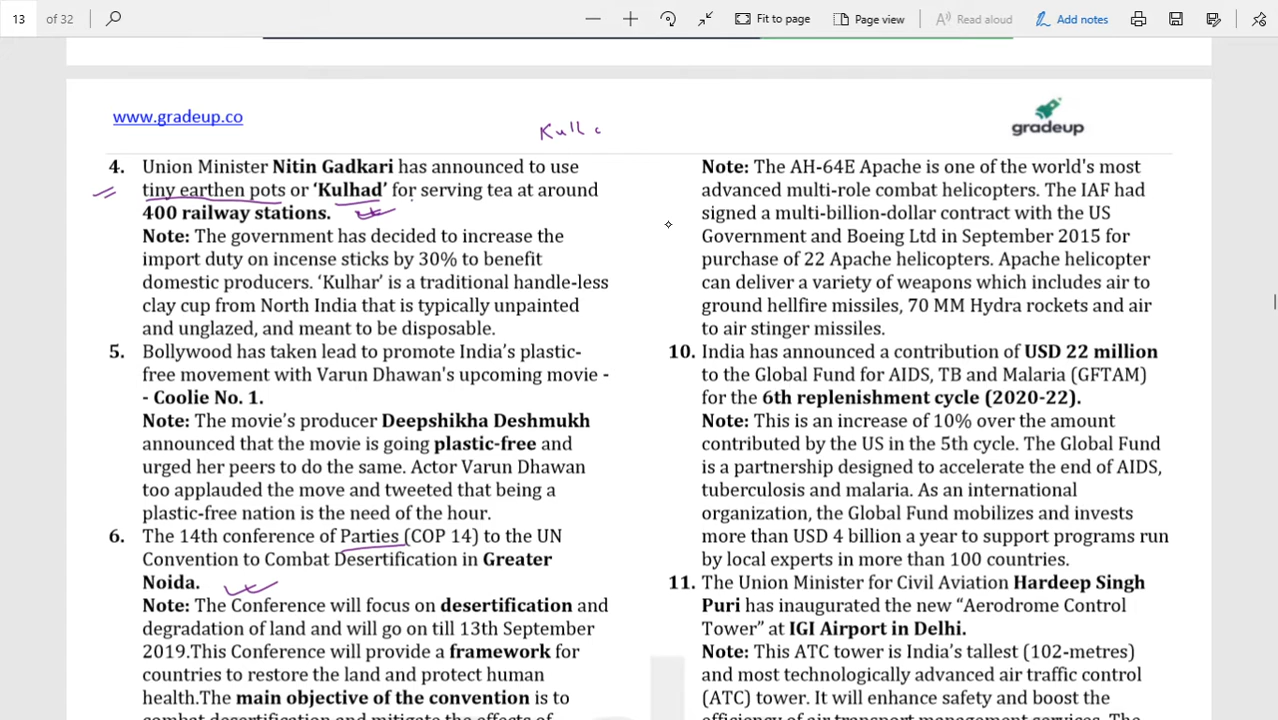 13 of 32
Fit to page
Page view
Read aloud
Add notes
www.gradeup.co
gradeup
4. Union Minister Nitin Gadkari has announced to use
tiny earthen pots or ‘Kulhad’ for serving tea at around
400 railway stations.
Note: The government has decided to increase the
import duty on incense sticks by 30% to benefit
domestic producers. ‘Kulhar’ is a traditional handle-less
clay cup from North India that is typically unpainted
and unglazed, and meant to be disposable.
5. Bollywood has taken lead to promote India’s plastic-
free movement with Varun Dhawan's upcoming movie -
- Coolie No. 1.
Note: The movie’s producer Deepshikha Deshmukh
announced that the movie is going plastic-free and
urged her peers to do the same. Actor Varun Dhawan
too applauded the move and tweeted that being a
plastic-free nation is the need of the hour.
6. The 14th conference of Parties (COP 14) to the UN
Convention to Combat Desertification in Greater
Noida.
Note: The Conference will focus on desertification and
degradation of land and will go on till 13th September
2019.This Conference will provide a framework for
countries to restore the land and protect human
health.The main objective of the convention is to
combat desertification and mitigate the effects of
Note: The AH-64E Apache is one of the world's most
advanced multi-role combat helicopters. The IAF had
signed a multi-billion-dollar contract with the US
Government and Boeing Ltd in September 2015 for
purchase of 22 Apache helicopters. Apache helicopter
can deliver a variety of weapons which includes air to
ground hellfire missiles, 70 MM Hydra rockets and air
to air stinger missiles.
10. India has announced a contribution of USD 22 million
to the Global Fund for AIDS, TB and Malaria (GFTAM)
for the 6th replenishment cycle (2020-22).
Note: This is an increase of 10% over the amount
contributed by the US in the 5th cycle. The Global Fund
is a partnership designed to accelerate the end of AIDS,
tuberculosis and malaria. As an international
organization, the Global Fund mobilizes and invests
more than USD 4 billion a year to support programs run
by local experts in more than 100 countries.
11. The Union Minister for Civil Aviation Hardeep Singh
Puri has inaugurated the new “Aerodrome Control
Tower” at IGI Airport in Delhi.
Note: This ATC tower is India’s tallest (102-metres)
and most technologically advanced air traffic control
(ATC) tower. It will enhance safety and boost the
efficiency of air transport management services. The